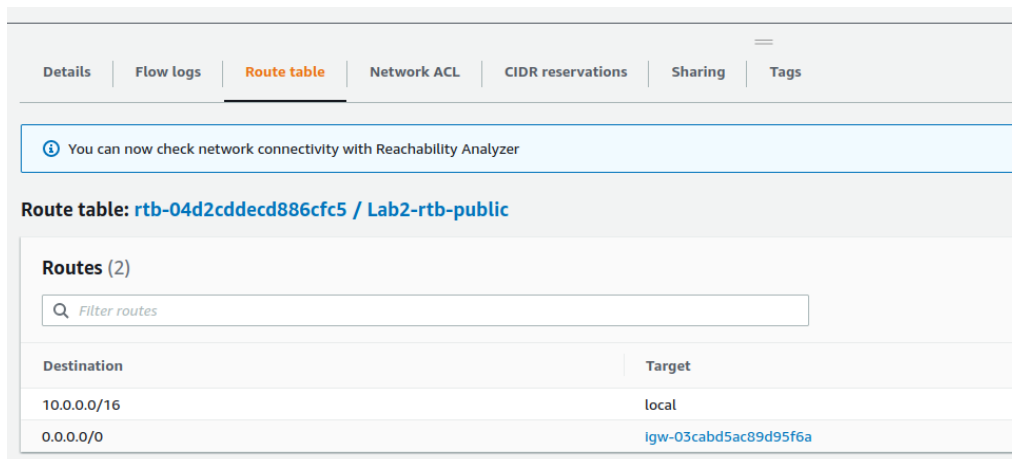 Details Flow logs Route table Network ACL CIDR reservations Sharing Tags
You can now check network connectivity with Reachability Analyzer
Route table: rtb-04d2cddecd886cfc5 / Lab2-rtb-public
Routes (2)
Filter routes
Destination Target
10.0.0.0/16 local
0.0.0.0/0 igw-03cabd5ac89d95f6a